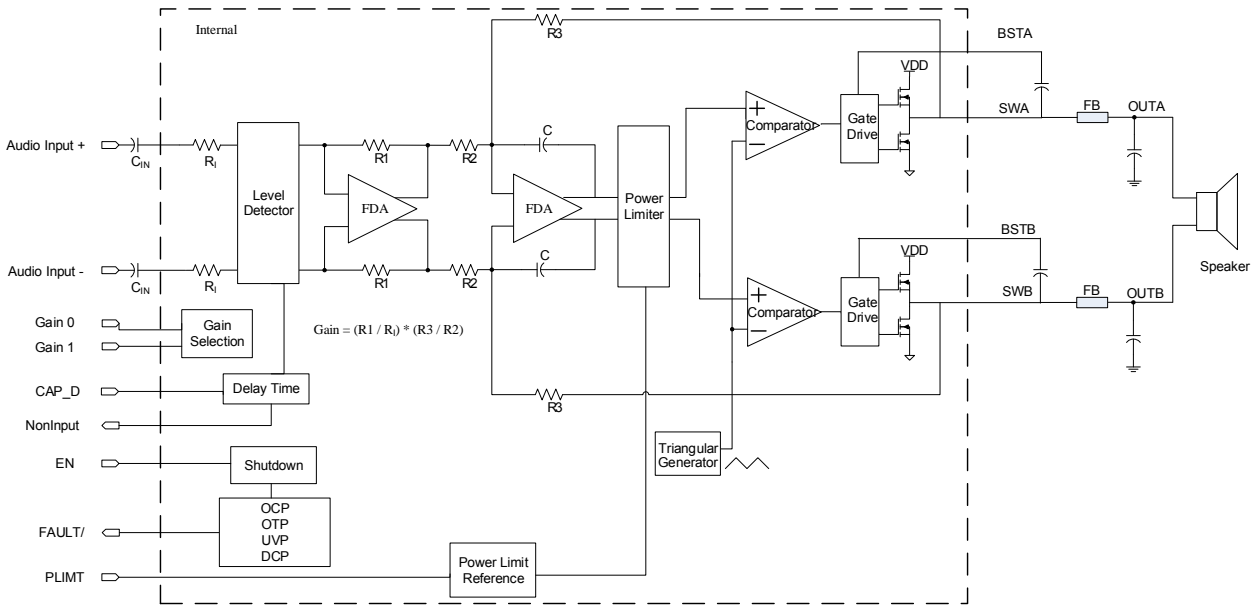 Internal
R3
BSTA
VDD
Comparator
Gate
Drive
SWA
FB
OUTA
Audio Input +
CIN
RI
Level
Detector
R1
R2
C
FDA
FDA
Power
Limiter
Audio Input -
CIN
RI
R1
R2
C
BSTB
VDD
Comparator
Gate
Drive
SWB
FB
OUTB
Speaker
Gain 0
Gain 1
Gain
Selection
Gain = (R1 / RI) * (R3 / R2)
CAP_D
Delay Time
R3
NonInput
Triangular
Generator
EN
Shutdown
FAULT/
OCP
OTP
UVP
DCP
PLIMT
Power Limit
Reference